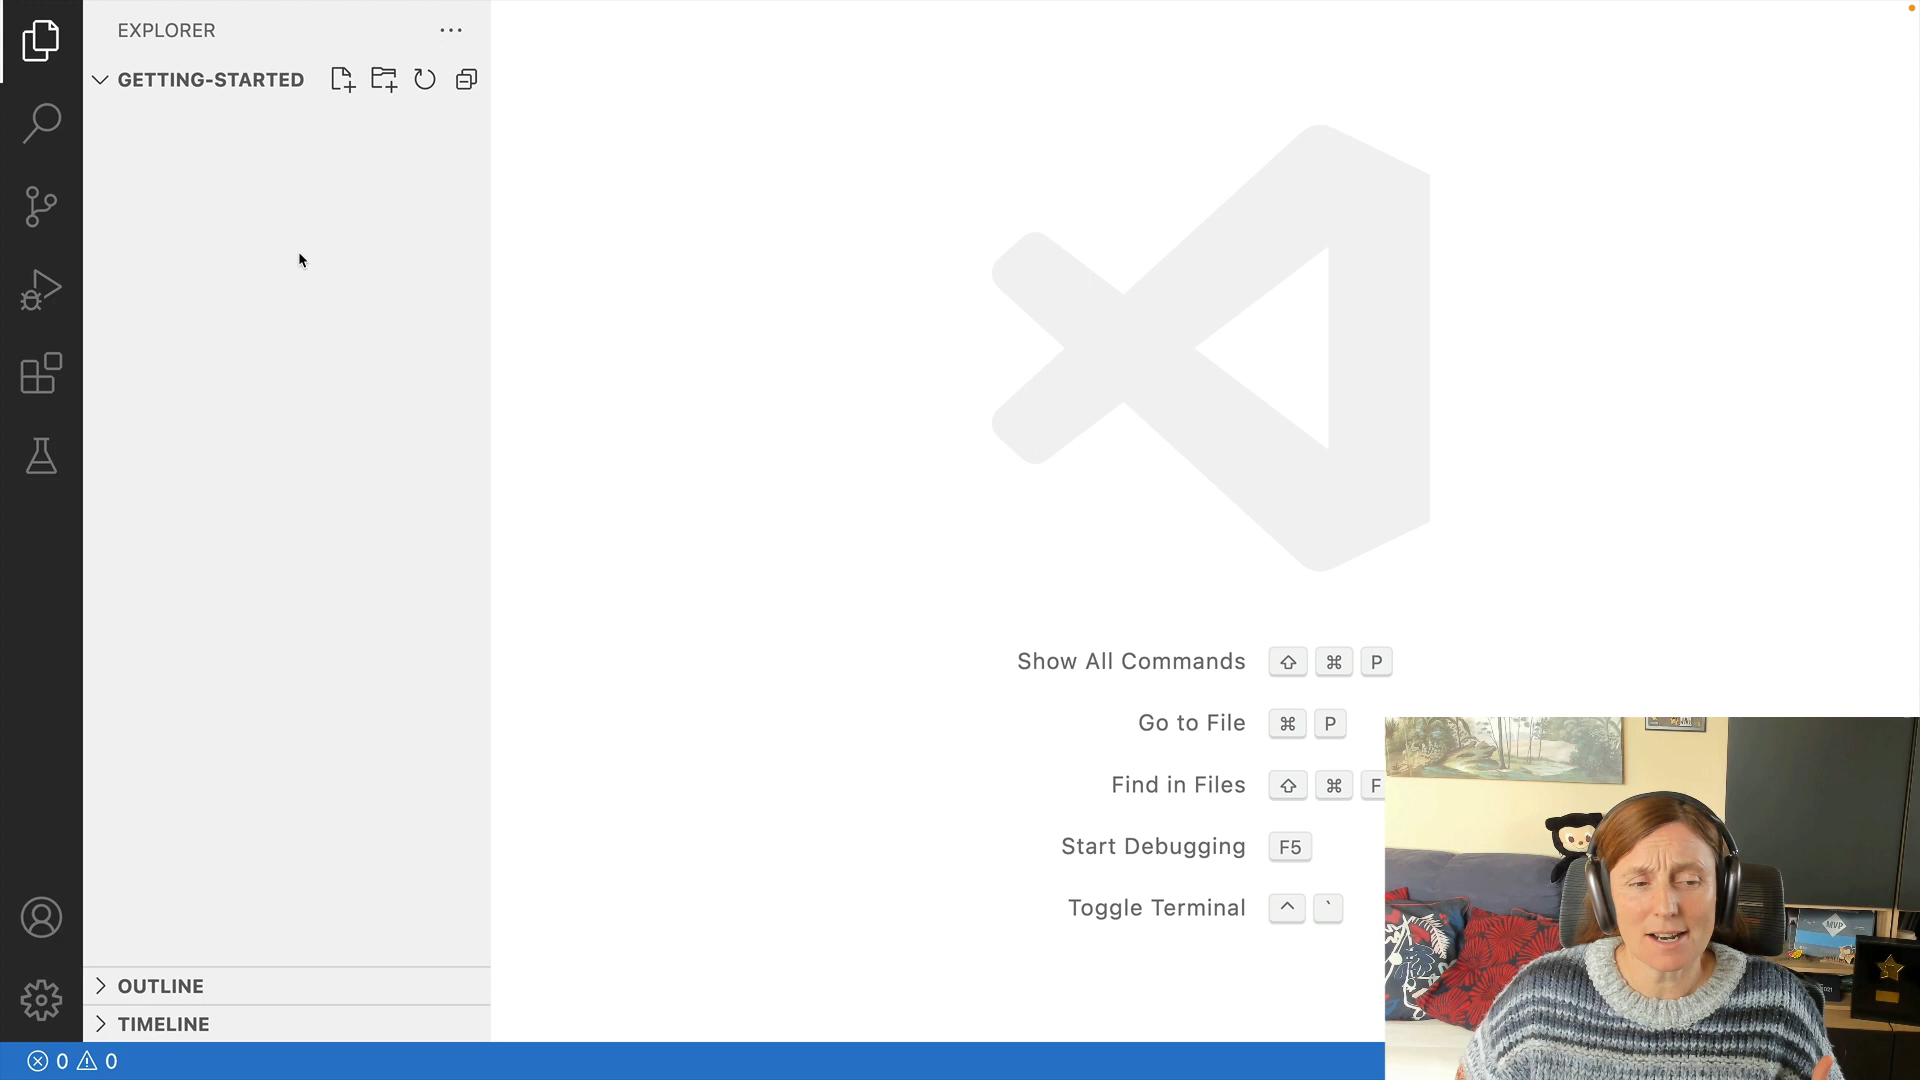 EXPLORER
GETTING-STARTED
Show All Commands ⇧ ⌘ P
Go to File ⌘ P
Find in Files ⇧ ⌘ F
Start Debugging F5
Toggle Terminal ^ `
MVP
OUTLINE
TIMELINE
0 0